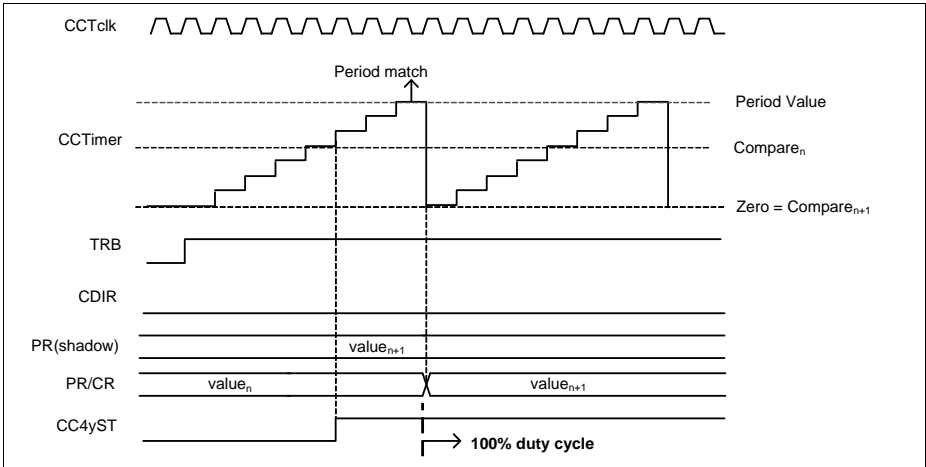 CCTclk
Period match
Period Value
CCTimer
Compareₙ
Zero = Compareₙ₊₁
TRB
CDIR
PR(shadow)
valueₙ₊₁
PR/CR
valueₙ
valueₙ₊₁
CC4yST
100% duty cycle